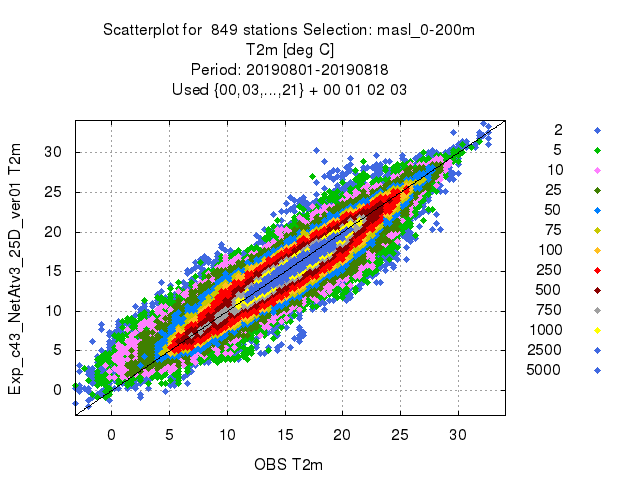 Scatterplot for  849 stations Selection: masl_0-200m
T2m [deg C]
Period: 20190801-20190818
Used {00,03,...,21} + 00 01 02 03
Exp_c43_NetAtv3_25D_ver01 T2m
30
25
20
15
10
5
0
0 5 10 15 20 25 30
OBS T2m
2
5
10
25
50
75
100
250
500
750
1000
2500
5000